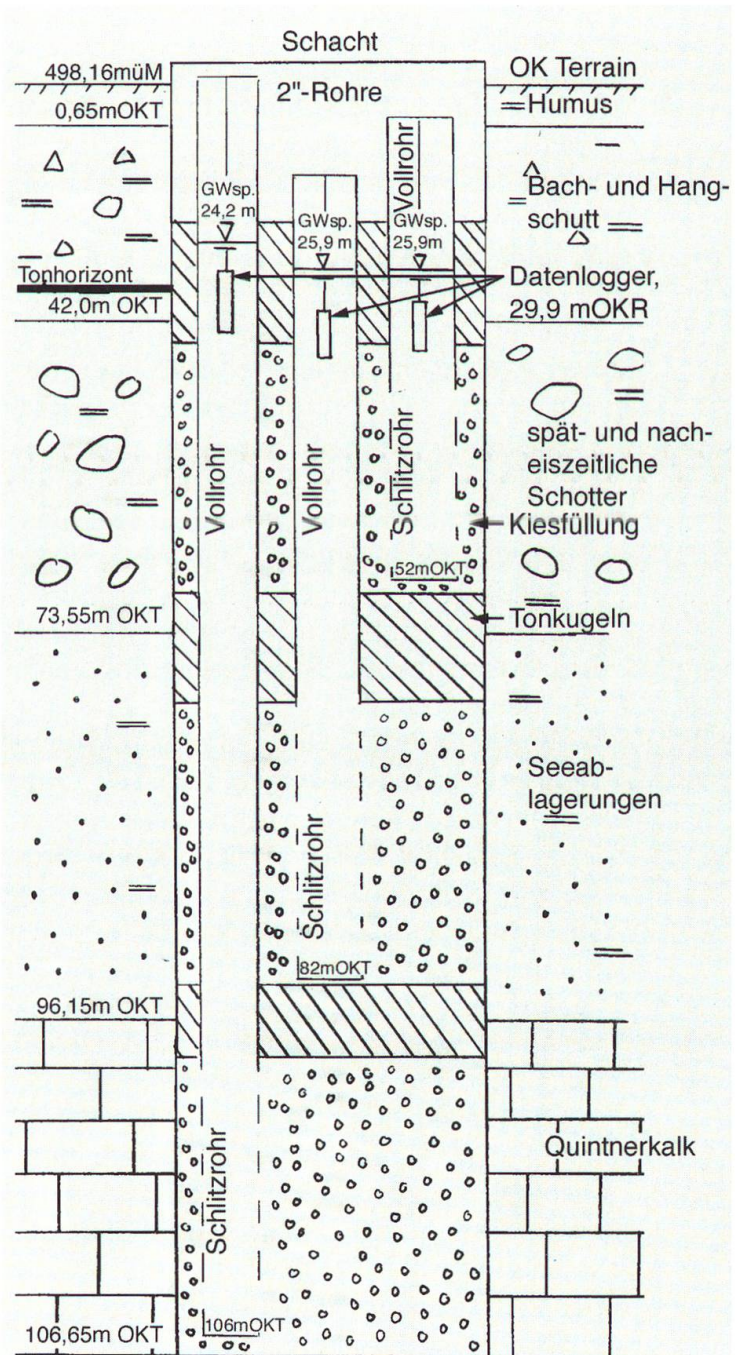 Schacht
498,16müM
OK Terrain
2"-Rohre
0,65mOKT
Humus
Vollrohr
GWsp.
24,2 m
GWsp.
25,9 m
GWsp.
25,9m
Bach- und Hang-
schutt
Tonhorizont
42,0m OKT
Datenlogger,
29,9 mOKR
Vollrohr
Vollrohr
Schlitzrohr
spät- und nach-
eiszeitliche
Schotter
Kiesfüllung
52mOKT
73,55m OKT
Tonkugeln
Seeab-
lagerungen
Schlitzrohr
82mOKT
96,15m OKT
Quintnerkalk
Schlitzrohr
106mOKT
106,65m OKT